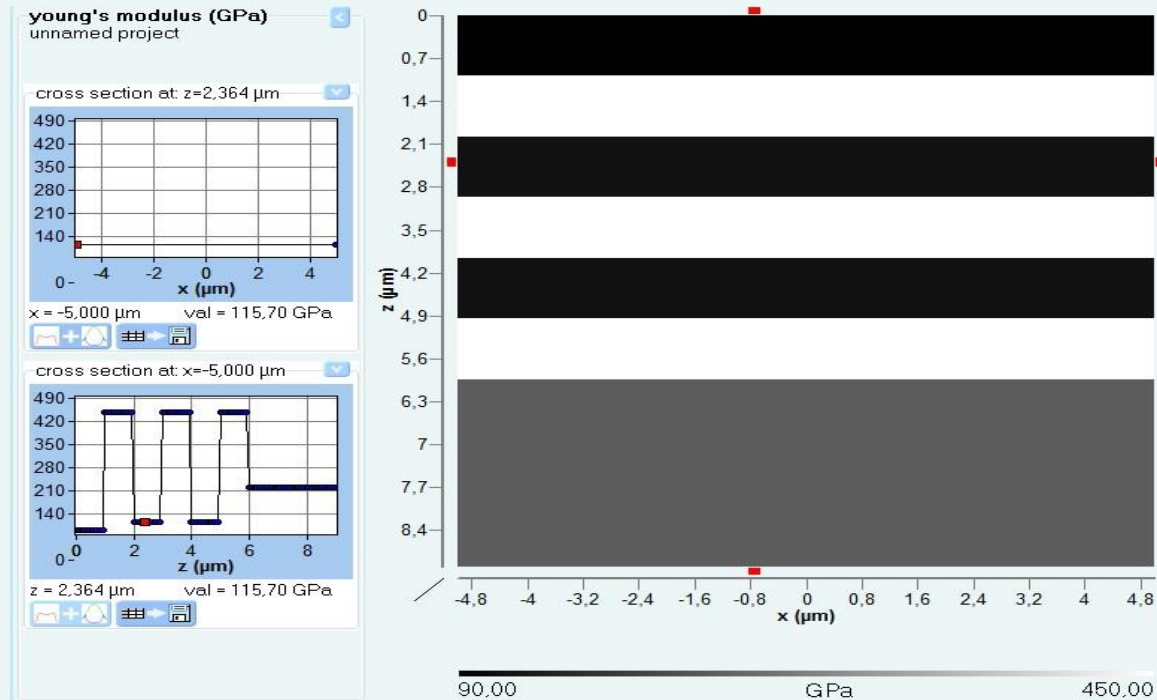 young's modulus (GPa)
unnamed project
cross section at: z=2,364 µm
490
420
350
280
210
140
0
-4 -2 0 2 4
x (µm)
x = -5,000 µm val = 115,70 GPa
cross section at: x=-5,000 µm
490
420
350
280
210
140
0
0 2 4 6 8
z (µm)
z = 2,364 µm val = 115,70 GPa
0
0,7
1,4
2,1
2,8
3,5
z (µm)
4,2
4,9
5,6
6,3
7
7,7
8,4
-4,8 -4 -3,2 -2,4 -1,6 -0,8 0 0,8 1,6 2,4 3,2 4 4,8
x (µm)
90,00 GPa 450,00